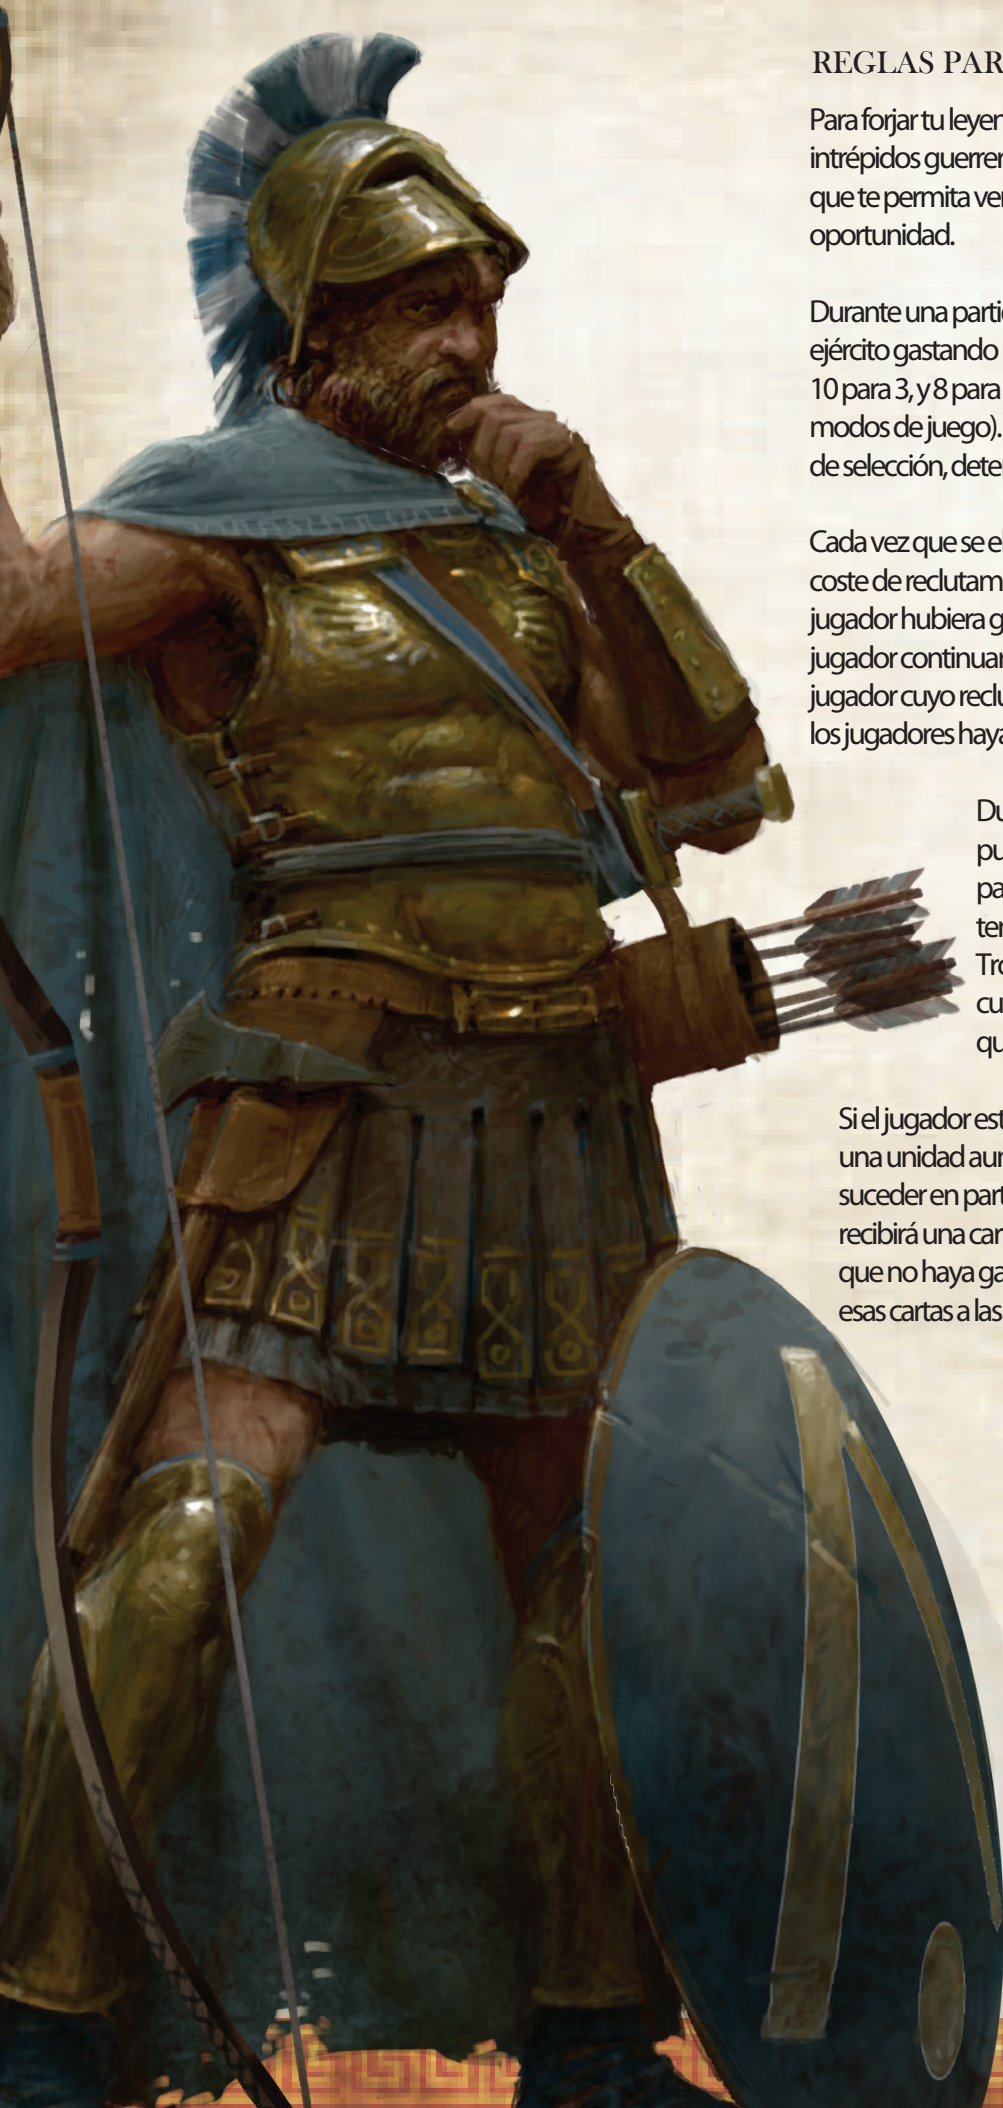 REGLAS PAR
Para forjar tu leyen
intrépidos guerrer
que te permita ver
oportunidad.
Durante una parti
ejército gastando
10 para 3, y 8 para
modos de juego).
de selección, deter
Cada vez que se el
coste de reclutam
jugador hubiera g
jugador continuar
jugador cuyo reclu
los jugadores haya
Du
pu
pa
ter
Tro
cu
qu
Si el jugador est
una unidad aun
suceder en part
recibirá una car
que no haya ga
esas cartas a las